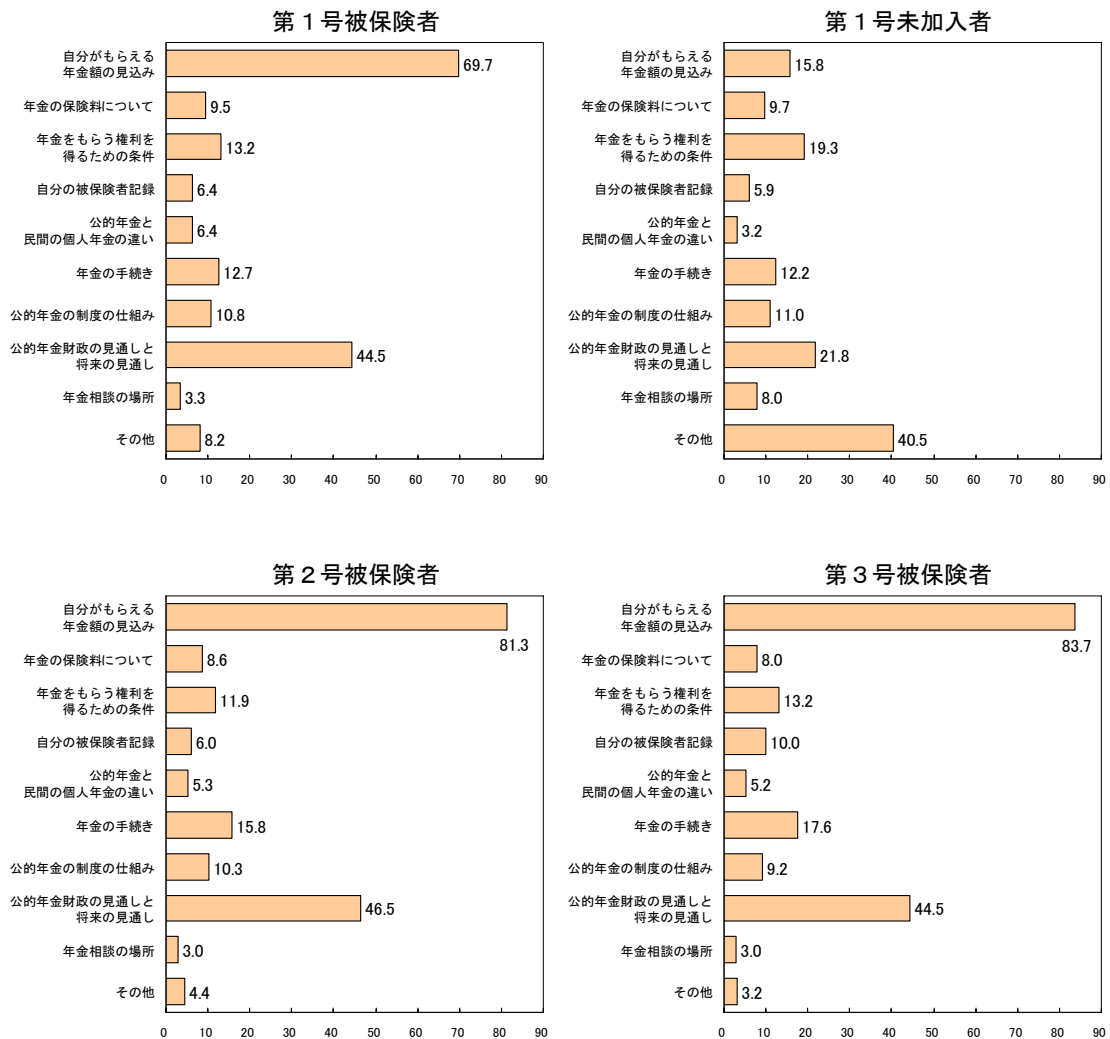 第１号被保険者
自分がもらえる
年金額の見込み
69.7
年金の保険料について
9.5
年金をもらう権利を
得るための条件
13.2
自分の被保険者記録
6.4
公的年金と
民間の個人年金の違い
6.4
年金の手続き
12.7
公的年金の制度の仕組み
10.8
公的年金財政の見通しと
将来の見通し
44.5
年金相談の場所
3.3
その他
8.2
0 10 20 30 40 50 60 70 80 90
第１号未加入者
自分がもらえる
年金額の見込み
15.8
年金の保険料について
9.7
年金をもらう権利を
得るための条件
19.3
自分の被保険者記録
5.9
公的年金と
民間の個人年金の違い
3.2
年金の手続き
12.2
公的年金の制度の仕組み
11.0
公的年金財政の見通しと
将来の見通し
21.8
年金相談の場所
8.0
その他
40.5
0 10 20 30 40 50 60 70 80 90
第２号被保険者
自分がもらえる
年金額の見込み
81.3
年金の保険料について
8.6
年金をもらう権利を
得るための条件
11.9
自分の被保険者記録
6.0
公的年金と
民間の個人年金の違い
5.3
年金の手続き
15.8
公的年金の制度の仕組み
10.3
公的年金財政の見通しと
将来の見通し
46.5
年金相談の場所
3.0
その他
4.4
0 10 20 30 40 50 60 70 80 90
第３号被保険者
自分がもらえる
年金額の見込み
83.7
年金の保険料について
8.0
年金をもらう権利を
得るための条件
13.2
自分の被保険者記録
10.0
公的年金と
民間の個人年金の違い
5.2
年金の手続き
17.6
公的年金の制度の仕組み
9.2
公的年金財政の見通しと
将来の見通し
44.5
年金相談の場所
3.0
その他
3.2
0 10 20 30 40 50 60 70 80 90